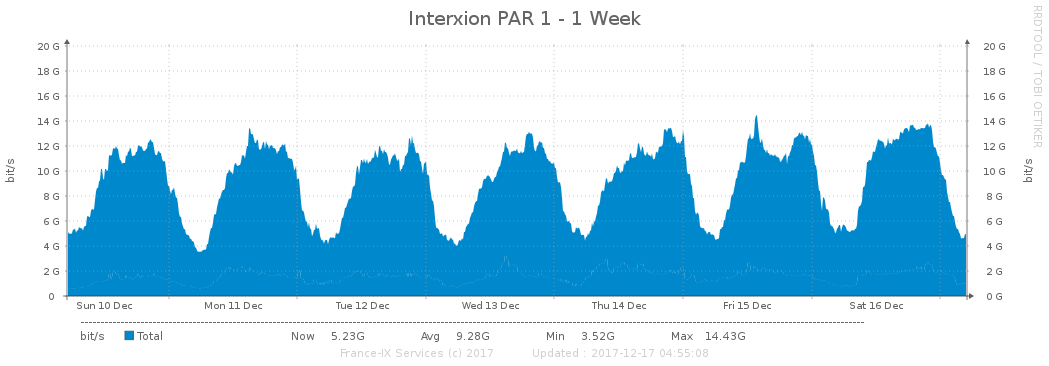 Interxion PAR 1 - 1 Week
RRDTOOL / TOBI OETIKER
bit/s
20 G 20 G
18 G 18 G
16 G 16 G
14 G 14 G
12 G 12 G
10 G 10 G
8 G 8 G
6 G 6 G
4 G 4 G
2 G 2 G
0 0 G
bit/s
Sun 10 Dec Mon 11 Dec Tue 12 Dec Wed 13 Dec Thu 14 Dec Fri 15 Dec Sat 16 Dec
bit/s Total Now 5.23G Avg 9.28G Min 3.52G Max 14.43G
France-IX Services (c) 2017 Updated : 2017-12-17 04:55:08